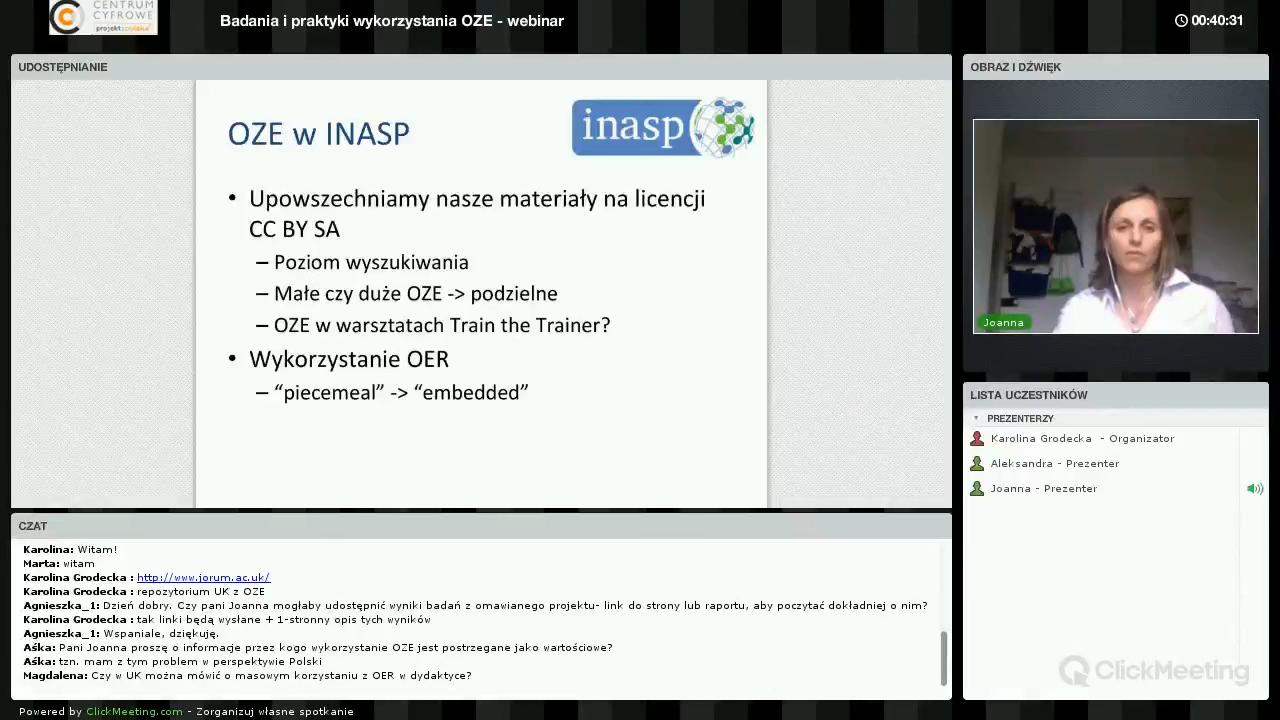 CENTRUM
CYFROWE
projekt: polska
Badania i praktyki wykorzystania OZE - webinar
00:40:31
UDOSTĘPNIANIE
OZE w INASP
inasp
• Upowszechniamy nasze materiały na licencji
CC BY SA
– Poziom wyszukiwania
– Małe czy duże OZE -> podzielne
– OZE w warsztatach Train the Trainer?
• Wykorzystanie OER
– “piecemeal” -> “embedded”
OBRAZ I DŹWIĘK
Joanna
LISTA UCZESTNIKÓW
PREZENTERZY
Karolina Grodecka - Organizator
Aleksandra - Prezenter
Joanna - Prezenter
ClickMeeting
CZAT
Karolina: Witam!
Marta: witam
Karolina Grodecka : http://www.jorum.ac.uk/
Karolina Grodecka : repozytorium UK z OZE
Agnieszka_1: Dzień dobry. Czy pani Joanna mogłaby udostępnić wyniki badań z omawianego projektu- link do strony lub raportu, aby poczytać dokładniej o nim?
Karolina Grodecka : tak linki będą wysłane + 1-stronny opis tych wyników
Agnieszka_1: Wspaniale, dziękuję.
Aśka: Pani Joanna proszę o informacje przez kogo wykorzystanie OZE jest postrzegane jako wartościowe?
Aśka: tzn. mam z tym problem w perspektywie Polski
Magdalena: Czy w UK można mówić o masowym korzystaniu z OER w dydaktyce?
Powered by ClickMeeting.com - Zorganizuj własne spotkanie